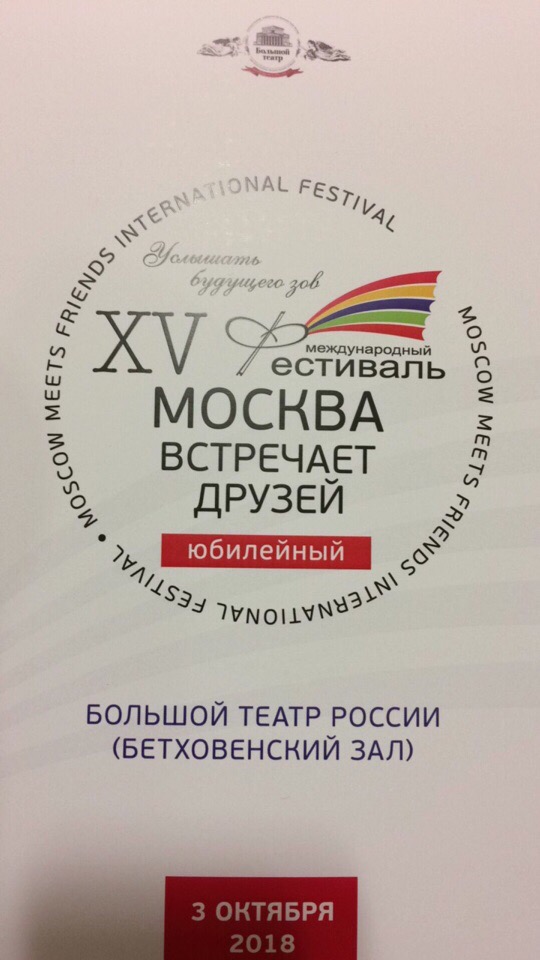 Большой
театр
MOSCOW MEETS FRIENDS INTERNATIONAL FESTIVAL • MOSCOW MEETS FRIENDS INTERNATIONAL FESTIVAL
Услышать
будущего зов
XV международный
Фестиваль
МОСКВА
ВСТРЕЧАЕТ
ДРУЗЕЙ
юбилейный
БОЛЬШОЙ ТЕАТР РОССИИ
(БЕТХОВЕНСКИЙ ЗАЛ)
3 ОКТЯБРЯ
2018